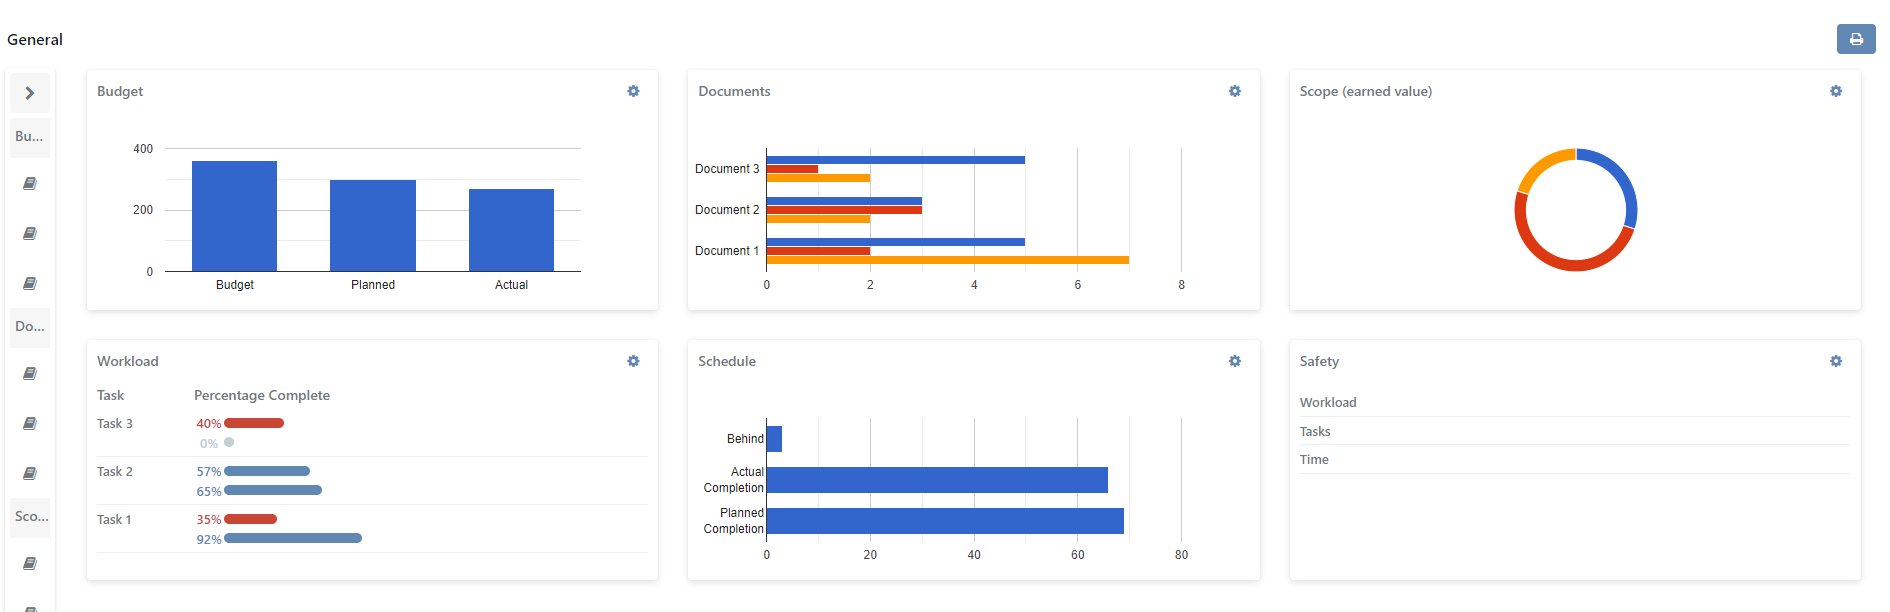 General
Bu...
Do...
Sco...
Budget
400
200
0
Budget Planned Actual
Documents
Document 3
Document 2
Document 1
0 2 4 6 8
Scope (earned value)
Workload
Task Percentage Complete
Task 3 40%
0%
Task 2 57%
65%
Task 1 35%
92%
Schedule
Behind
Actual
Completion
Planned
Completion
0 20 40 60 80
Safety
Workload
Tasks
Time